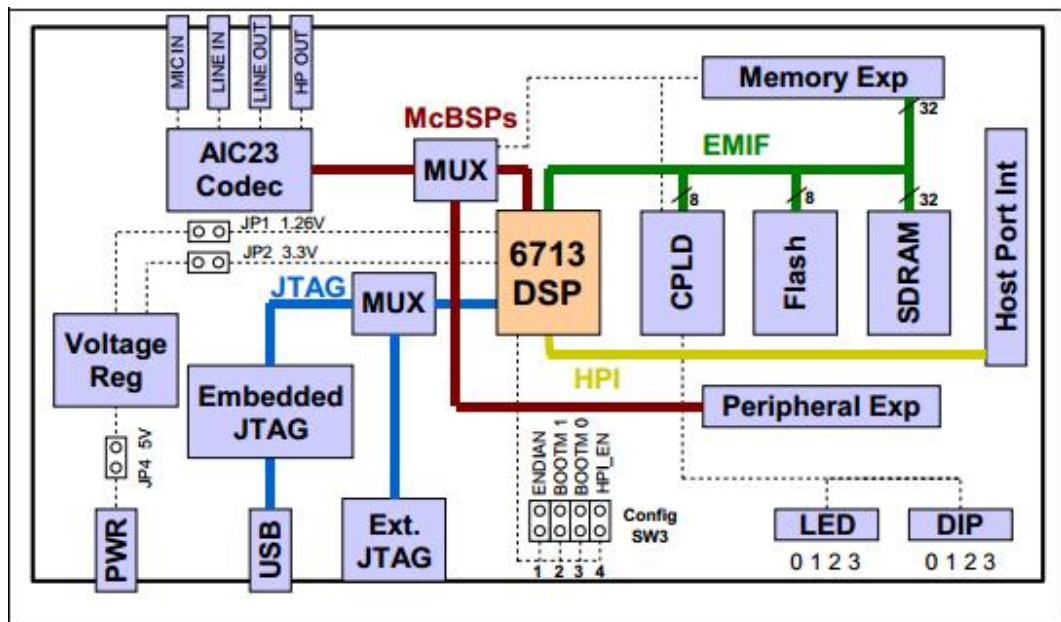 MIC IN
LINE IN
LINE OUT
HP OUT
AIC23
Codec
McBSPs
MUX
Memory Exp
32
EMIF
JP1 1.26V
JP2 3.3V
6713
DSP
8
CPLD
8
Flash
32
SDRAM
Host Port Int
JTAG
MUX
Voltage
Reg
Embedded
JTAG
HPI
Peripheral Exp
JP4 5V
ENDIAN
BOOTM 1
BOOTM 0
HPI_EN
Config
SW3
1 2 3 4
PWR
USB
Ext.
JTAG
LED
0 1 2 3
DIP
0 1 2 3